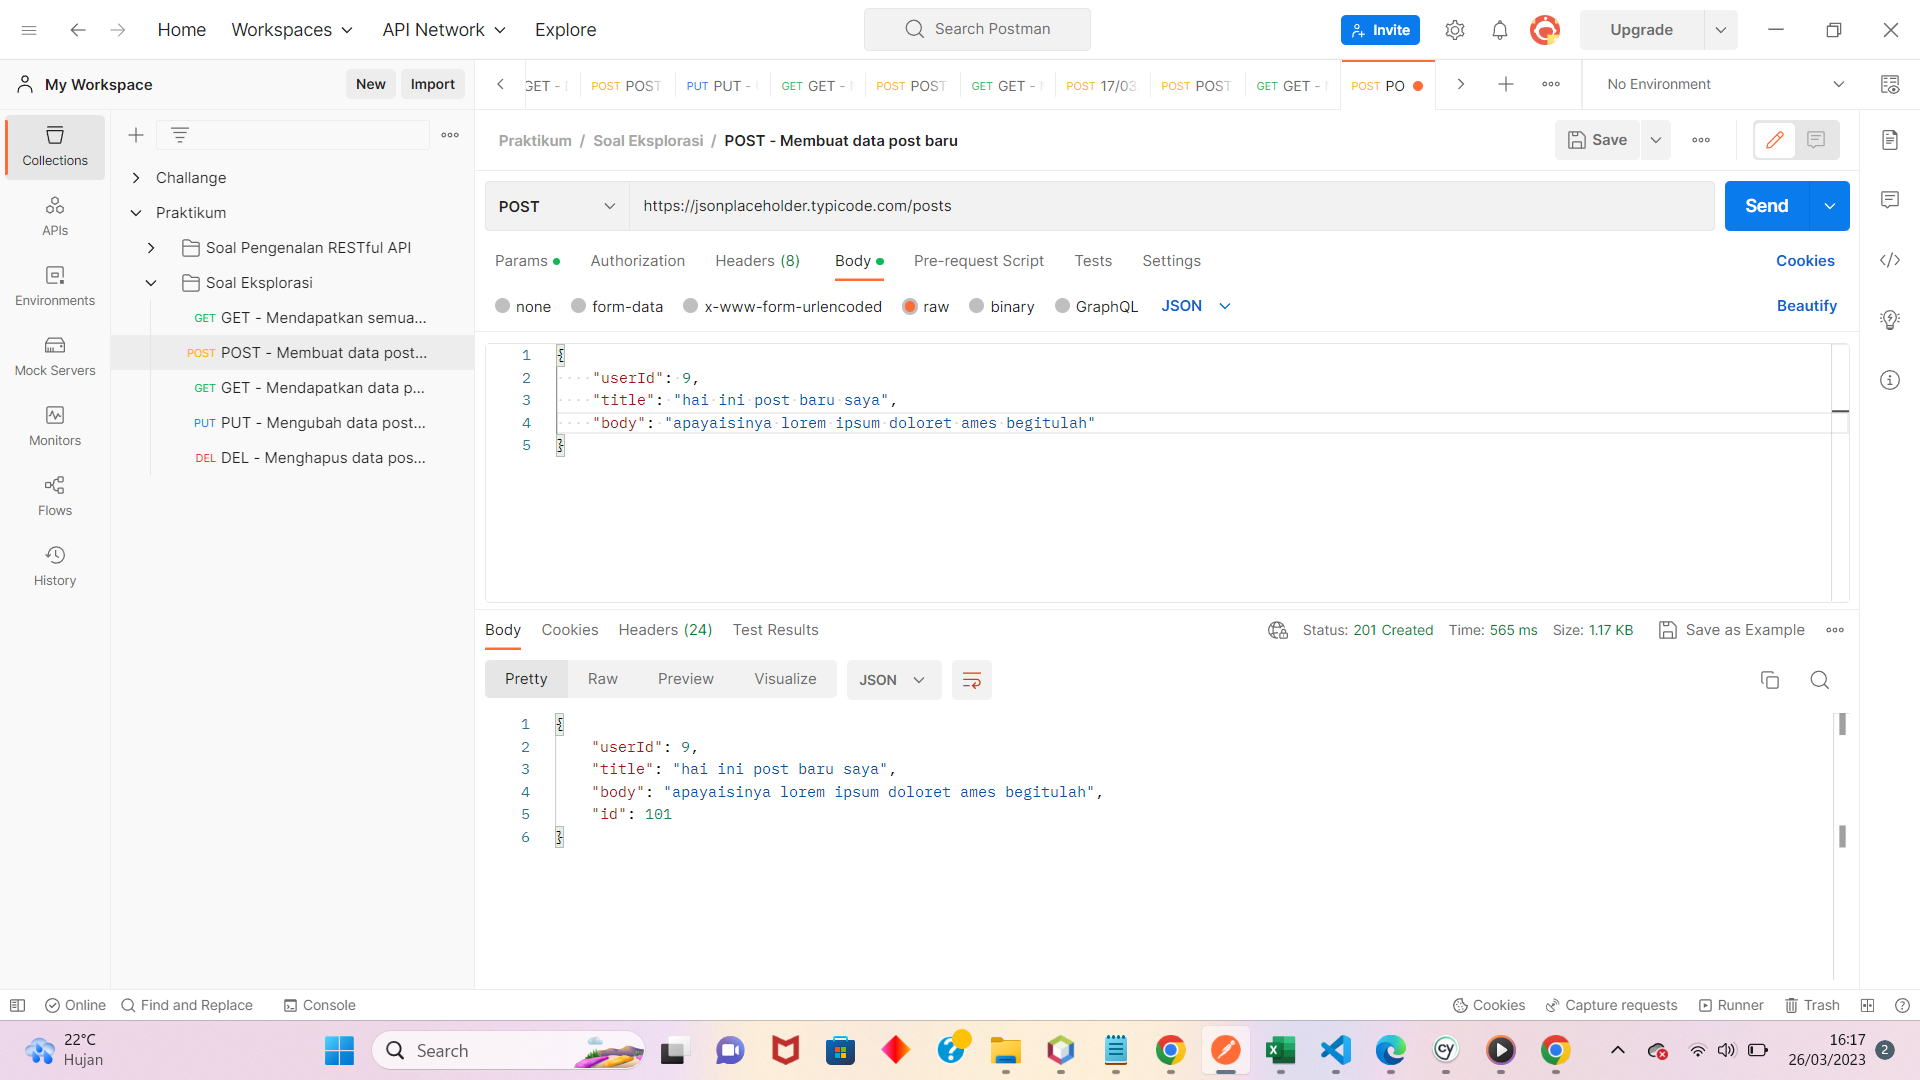 Home Workspaces API Network Explore Search Postman Invite Upgrade
My Workspace New Import GET - POST POST PUT PUT - GET GET - POST POST GET GET - POST 17/03 POST POST GET GET - POST PO No Environment
Praktikum / Soal Eksplorasi / POST - Membuat data post baru Save
Collections
APIs
Environments
Mock Servers
Monitors
Flows
History
Challange
Praktikum
Soal Pengenalan RESTful API
Soal Eksplorasi
GET GET - Mendapatkan semua...
POST POST - Membuat data post...
GET GET - Mendapatkan data p...
PUT PUT - Mengubah data post...
DEL DEL - Menghapus data pos...
POST https://jsonplaceholder.typicode.com/posts Send
Params Authorization Headers (8) Body Pre-request Script Tests Settings Cookies
none form-data x-www-form-urlencoded raw binary GraphQL JSON Beautify
1 {
2 "userId": 9,
3 "title": "hai ini post baru saya",
4 "body": "apayaisinya lorem ipsum doloret ames begitulah"
5 }
Body Cookies Headers (24) Test Results Status: 201 Created Time: 565 ms Size: 1.17 KB Save as Example
Pretty Raw Preview Visualize JSON
1 {
2 "userId": 9,
3 "title": "hai ini post baru saya",
4 "body": "apayaisinya lorem ipsum doloret ames begitulah",
5 "id": 101
6 }
Online Find and Replace Console Cookies Capture requests Runner Trash
22°C
Hujan
Search
CY
16:17
26/03/2023
2